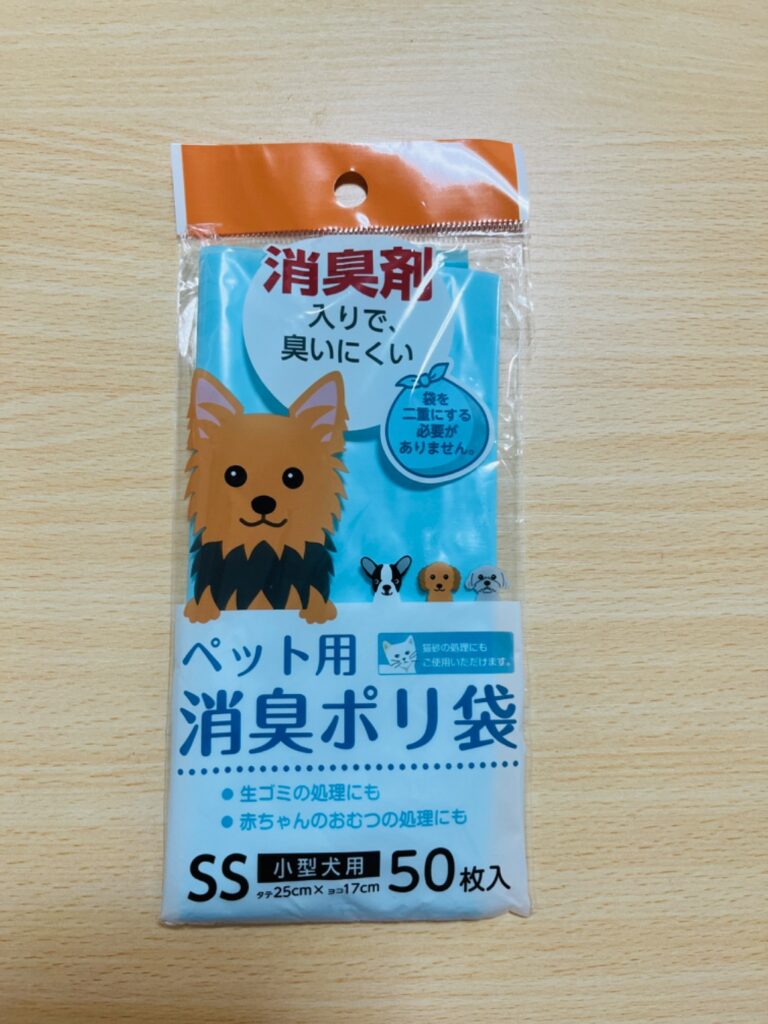 消臭剤
入りで、
臭いにくい
袋を
二重にする
必要が
ありません。
ペット用
猫砂の処理にも
ご使用いただけます。
消臭ポリ袋
●生ゴミの処理にも
●赤ちゃんのおむつの処理にも
SS 小型犬用 50枚入
タテ25cm×ヨコ17cm